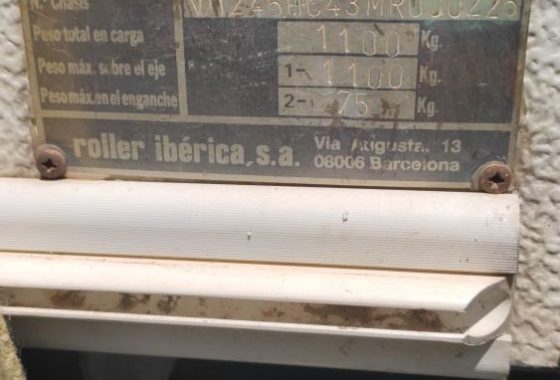 N.º Chasis
Peso total en carga 1100 Kg.
Peso máx. sobre el eje 1- 1100 Kg.
Peso máx. en el enganche 2- 75 Kg.
roller ibérica, s.a. Via Augusta, 13
08006 Barcelona